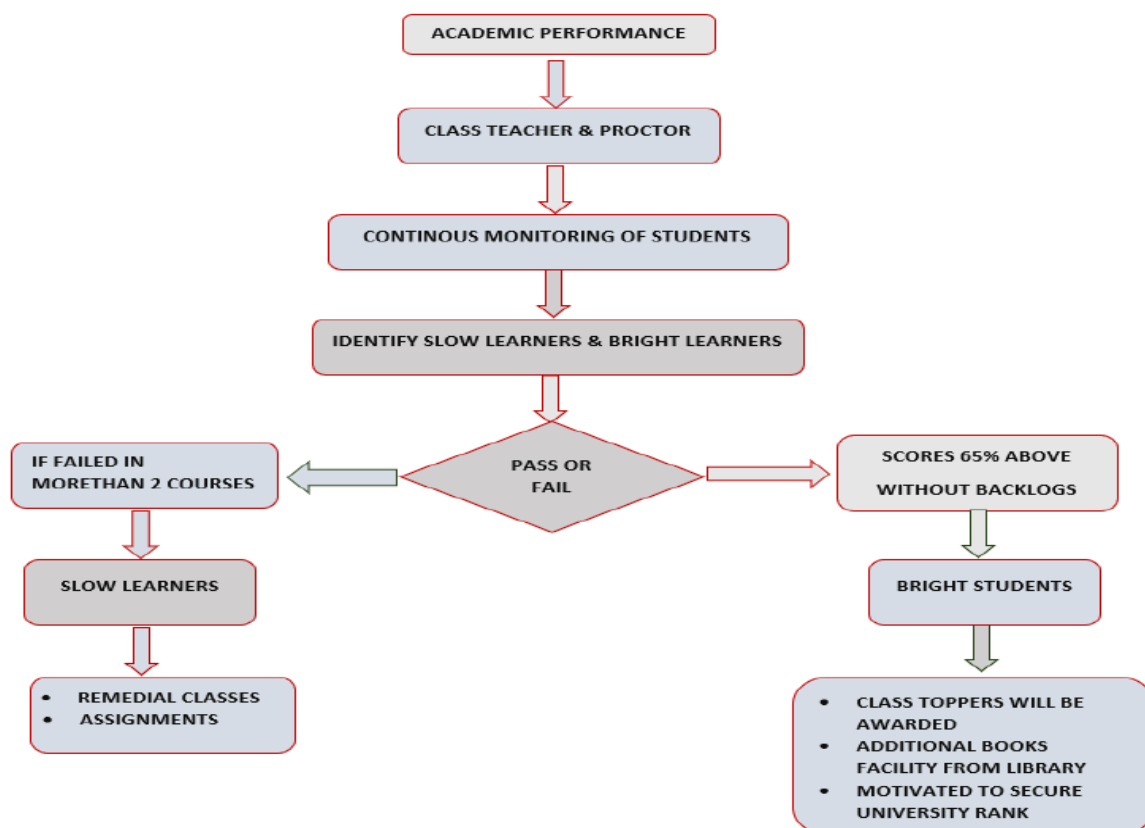 ACADEMIC PERFORMANCE
CLASS TEACHER & PROCTOR
CONTINOUS MONITORING OF STUDENTS
IDENTIFY SLOW LEARNERS & BRIGHT LEARNERS
PASS OR
FAIL
IF FAILED IN
MORETHAN 2 COURSES
SLOW LEARNERS
• REMEDIAL CLASSES
• ASSIGNMENTS
SCORES 65% ABOVE
WITHOUT BACKLOGS
BRIGHT STUDENTS
• CLASS TOPPERS WILL BE
AWARDED
• ADDITIONAL BOOKS
FACILITY FROM LIBRARY
• MOTIVATED TO SECURE
UNIVERSITY RANK